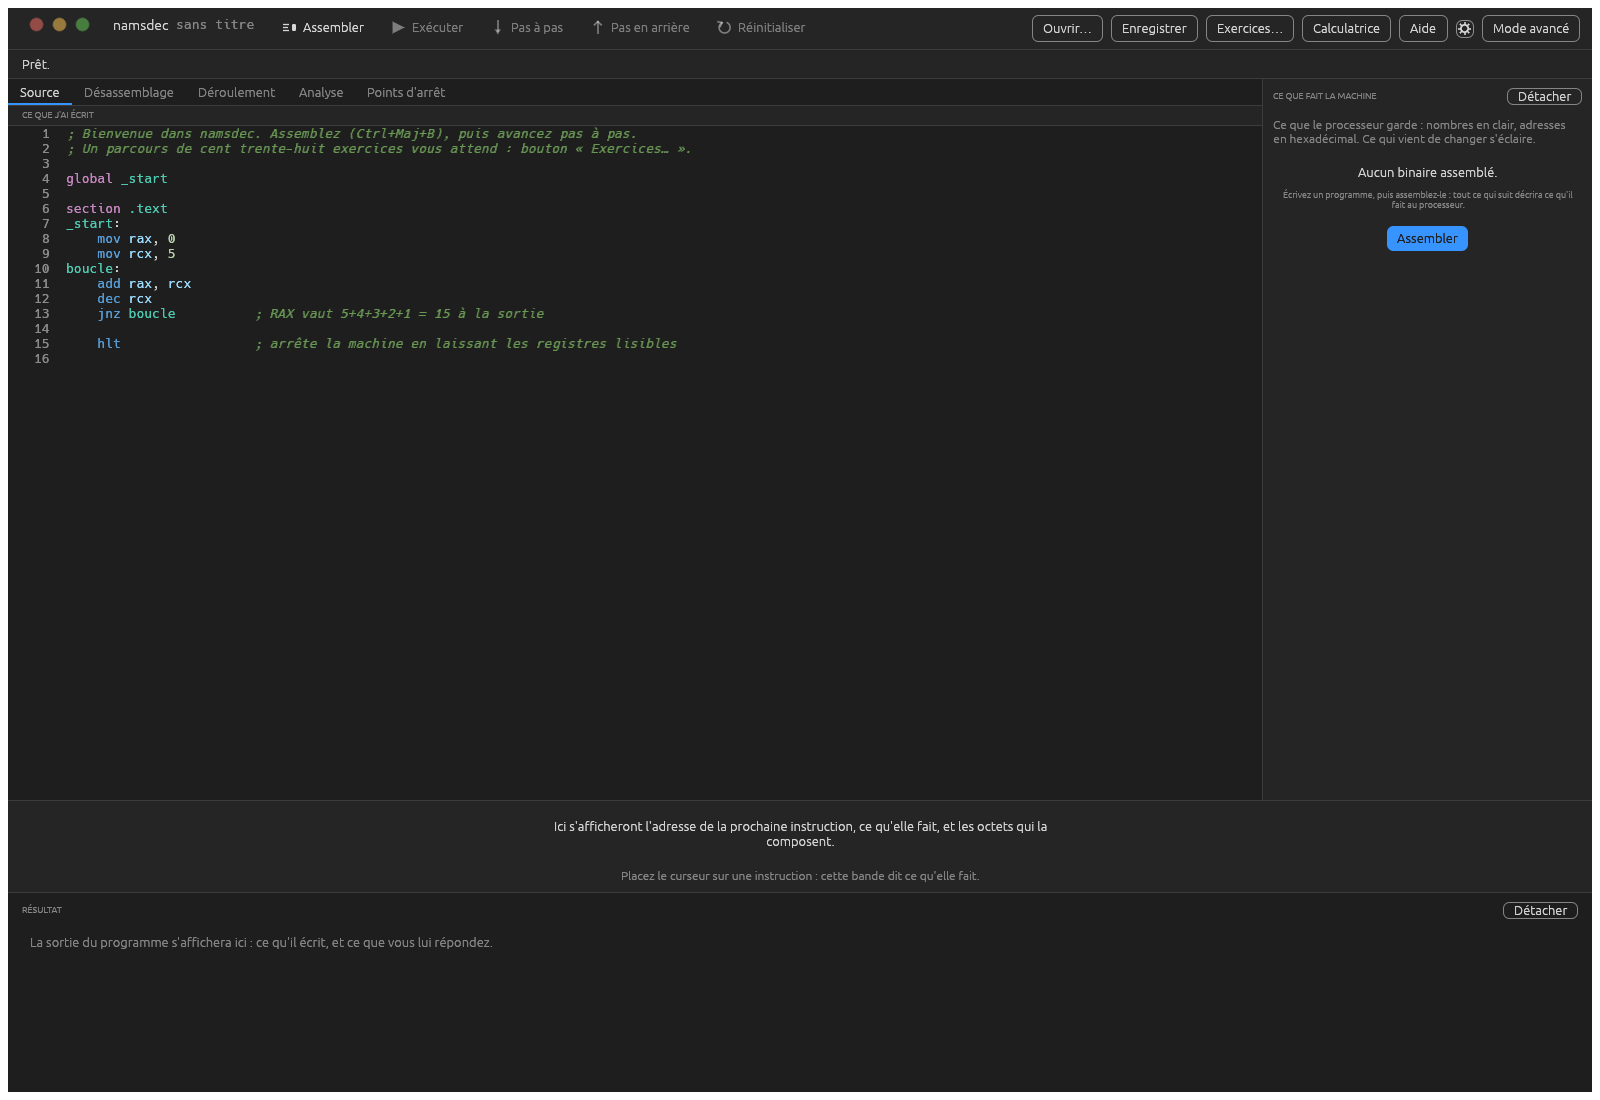 namsdec sans titre Assembler Exécuter Pas à pas Pas en arrière Réinitialiser Ouvrir... Enregistrer Exercices... Calculatrice Aide Mode avancé
Prêt.
Source Désassemblage Déroulement Analyse Points d'arrêt
CE QUE J'AI ÉCRIT
1 ; Bienvenue dans namsdec. Assemblez (Ctrl+Maj+B), puis avancez pas à pas.
2 ; Un parcours de cent trente-huit exercices vous attend : bouton « Exercices… ».
3
4 global _start
5
6 section .text
7 _start:
8     mov rax, 0
9     mov rcx, 5
10 boucle:
11     add rax, rcx
12     dec rcx
13     jnz boucle          ; RAX vaut 5+4+3+2+1 = 15 à la sortie
14
15     hlt                 ; arrête la machine en laissant les registres lisibles
16
CE QUE FAIT LA MACHINE Détacher
Ce que le processeur garde : nombres en clair, adresses
en hexadécimal. Ce qui vient de changer s'éclaire.
Aucun binaire assemblé.
Écrivez un programme, puis assemblez-le : tout ce qui suit décrira ce qu'il
fait au processeur.
Assembler
Ici s'afficheront l'adresse de la prochaine instruction, ce qu'elle fait, et les octets qui la
composent.
Placez le curseur sur une instruction : cette bande dit ce qu'elle fait.
RÉSULTAT Détacher
La sortie du programme s'affichera ici : ce qu'il écrit, et ce que vous lui répondez.